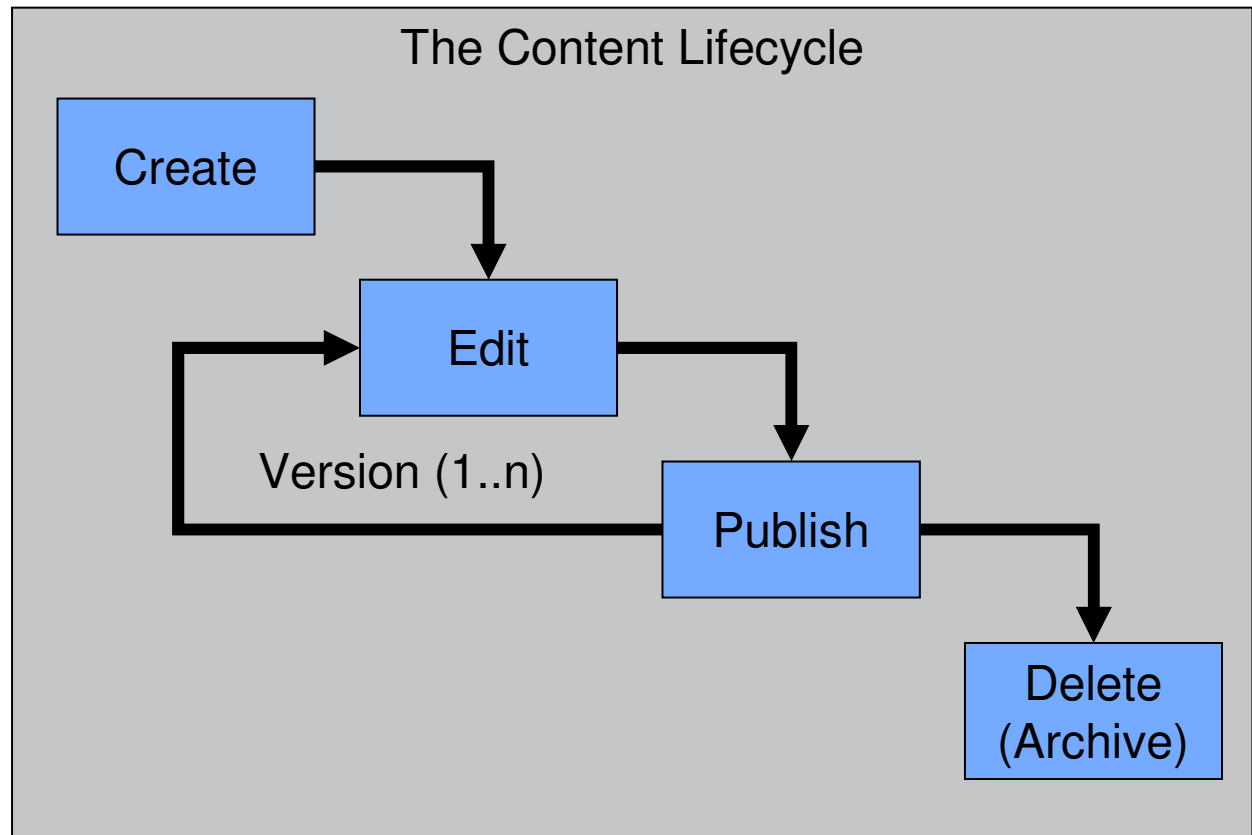 The Content Lifecycle
Create
Edit
Version (1..n)
Publish
Delete
(Archive)